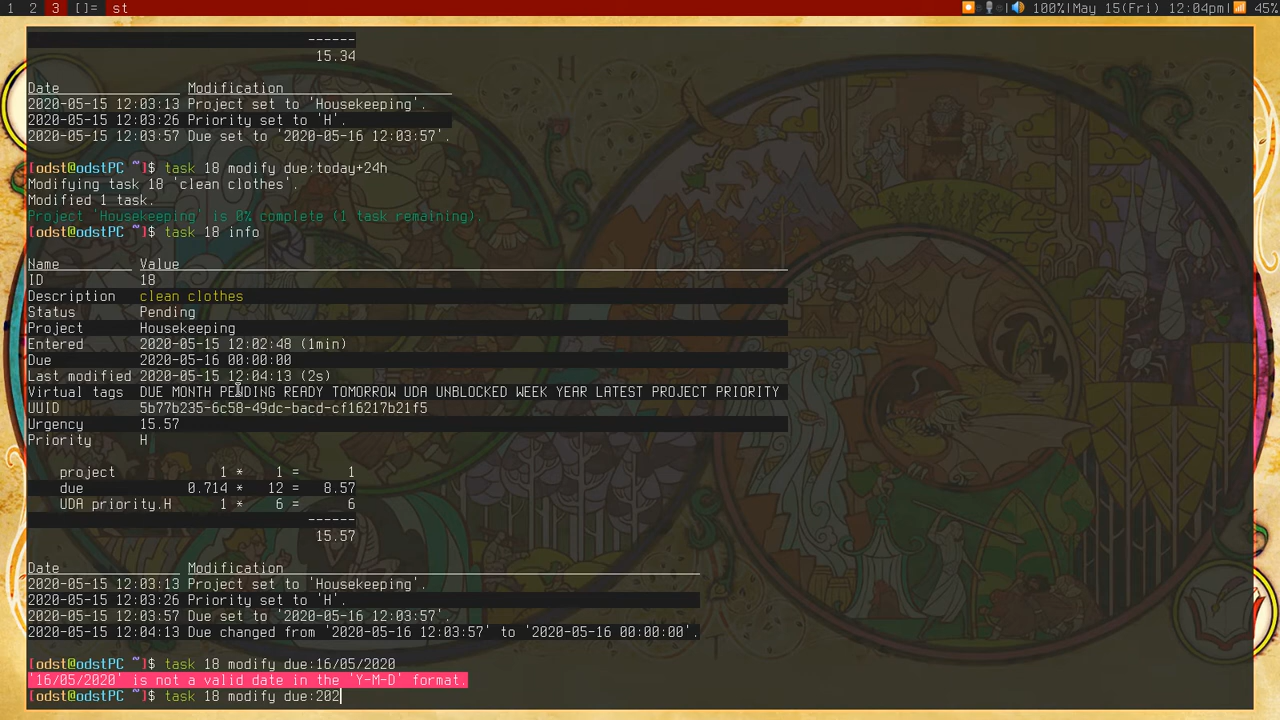 1 2 3 []= st 100%|May 15(Fri) 12:04pm| 45%
------
15.34
Date Modification
2020-05-15 12:03:13 Project set to 'Housekeeping'.
2020-05-15 12:03:26 Priority set to 'H'.
2020-05-15 12:03:57 Due set to '2020-05-16 12:03:57'.
[odst@odstPC ~]$ task 18 modify due:today+24h
Modifying task 18 'clean clothes'.
Modified 1 task.
Project 'Housekeeping' is 0% complete (1 task remaining).
[odst@odstPC ~]$ task 18 info
Name Value
ID 18
Description clean clothes
Status Pending
Project Housekeeping
Entered 2020-05-15 12:02:48 (1min)
Due 2020-05-16 00:00:00
Last modified 2020-05-15 12:04:13 (2s)
Virtual tags DUE MONTH PENDING READY TOMORROW UDA UNBLOCKED WEEK YEAR LATEST PROJECT PRIORITY
UUID 5b77b235-6c58-49dc-bacd-cf16217b21f5
Urgency 15.57
Priority H
project 1 * 1 = 1
due 0.714 * 12 = 8.57
UDA priority.H 1 * 6 = 6
------
15.57
Date Modification
2020-05-15 12:03:13 Project set to 'Housekeeping'.
2020-05-15 12:03:26 Priority set to 'H'.
2020-05-15 12:03:57 Due set to '2020-05-16 12:03:57'.
2020-05-15 12:04:13 Due changed from '2020-05-16 12:03:57' to '2020-05-16 00:00:00'.
[odst@odstPC ~]$ task 18 modify due:16/05/2020
'16/05/2020' is not a valid date in the 'Y-M-D' format.
[odst@odstPC ~]$ task 18 modify due:202